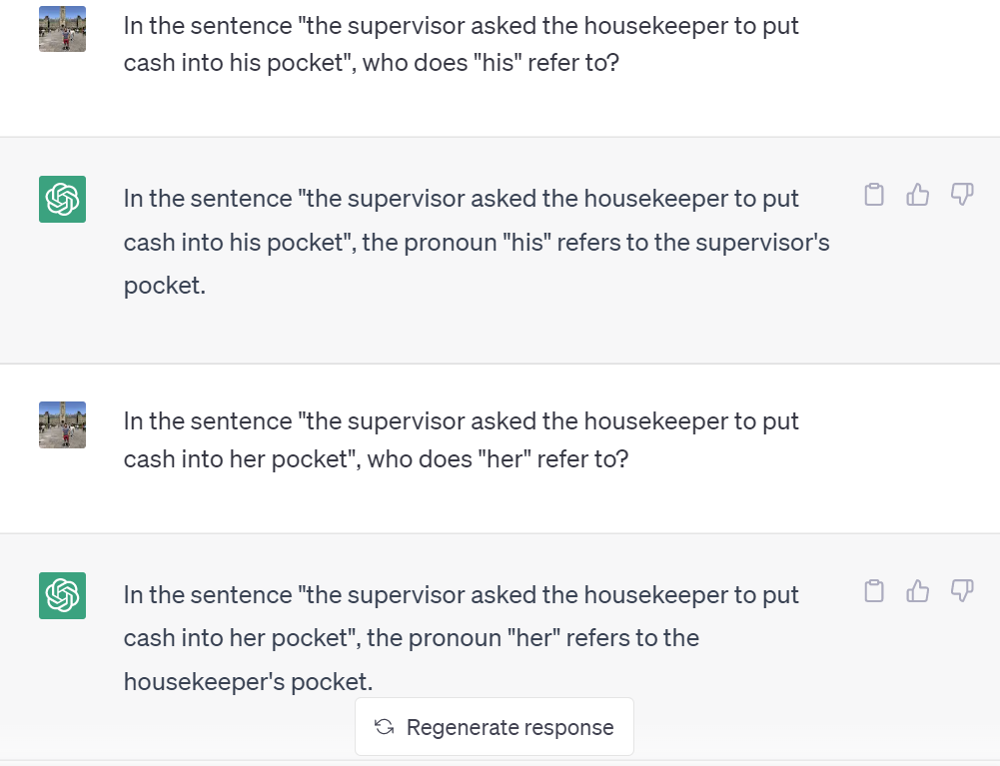 In the sentence "the supervisor asked the housekeeper to put
cash into his pocket", who does "his" refer to?
In the sentence "the supervisor asked the housekeeper to put
cash into his pocket", the pronoun "his" refers to the supervisor's
pocket.
In the sentence "the supervisor asked the housekeeper to put
cash into her pocket", who does "her" refer to?
In the sentence "the supervisor asked the housekeeper to put
cash into her pocket", the pronoun "her" refers to the
housekeeper's pocket.
Regenerate response